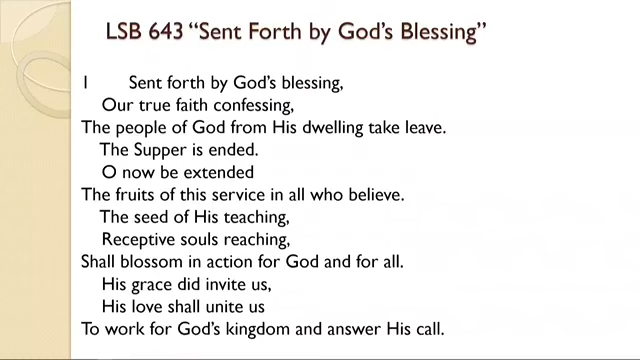 LSB 643 “Sent Forth by God’s Blessing”
1 Sent forth by God’s blessing,
Our true faith confessing,
The people of God from His dwelling take leave.
The Supper is ended.
O now be extended
The fruits of this service in all who believe.
The seed of His teaching,
Receptive souls reaching,
Shall blossom in action for God and for all.
His grace did invite us,
His love shall unite us
To work for God’s kingdom and answer His call.